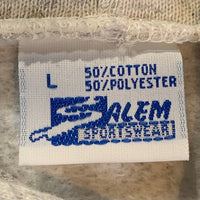 L
50% COTTON
50% POLYESTER
SALEM
SPORTSWEAR